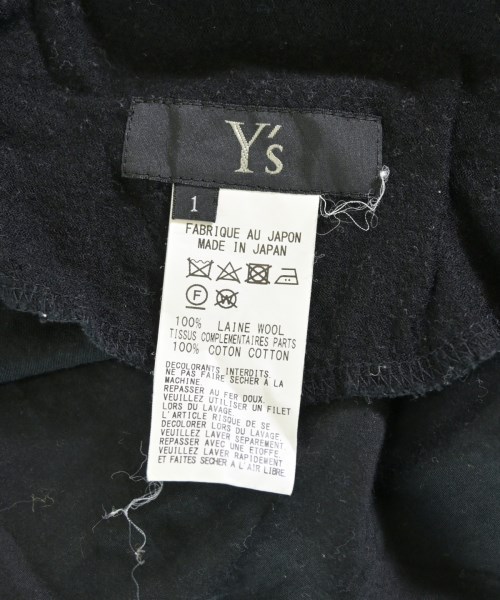 Y's
1
FABRIQUE AU JAPON
MADE IN JAPAN
F W
100% LAINE WOOL
TISSUS COMPLEMENTAIRES PARTS
100% COTON COTTON
DECOLORANTS INTERDITS.
NE PAS FAIRE SECHER A LA
MACHINE.
REPASSER AU FER DOUX.
VEUILLEZ UTILISER UN FILET
LORS DU LAVAGE.
L'ARTICLE RISQUE DE SE
DECOLORER LORS DU LAVAGE.
VEUILLEZ LAVER SEPAREMENT.
REPASSER AVEC UNE ETOFFE.
VEUILLEZ LAVER RAPIDEMENT
ET FAITES SECHER A L'AIR LIBRE.